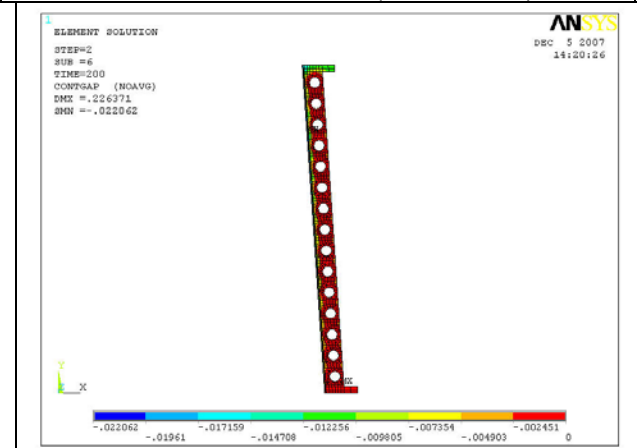 1
ELEMENT SOLUTION
STEP=2
SUB =6
TIME=200
CONTGAP (NOAVG)
DMX =.226371
SMN =-.022062
ANSYS
DEC 5 2007
14:20:26
MX
Y
Z X
-.022062 -.017159 -.012256 -.007354 -.002451
-.01961 -.014708 -.009805 -.004903 0